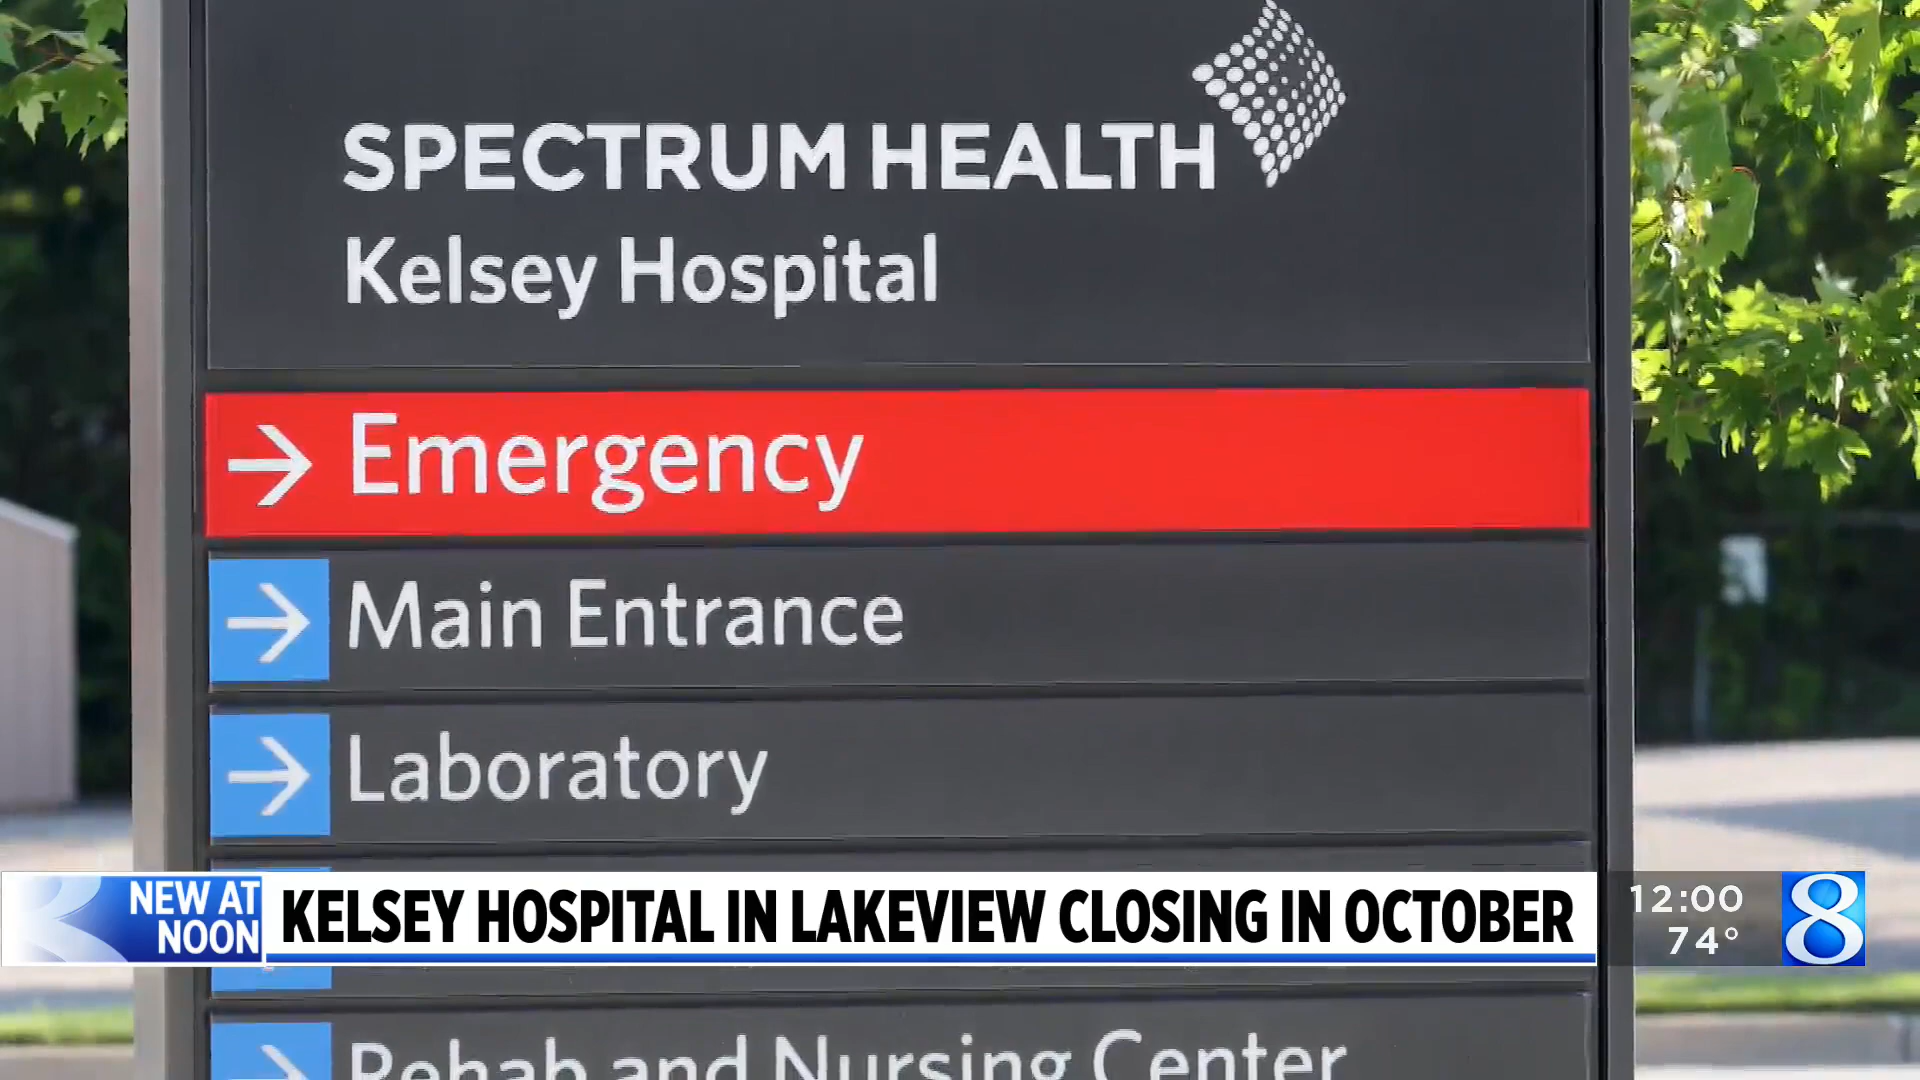 SPECTRUM HEALTH
Kelsey Hospital
Emergency
Main Entrance
Laboratory
Rehab and Nursing Center
NEW AT
NOON
KELSEY HOSPITAL IN LAKEVIEW CLOSING IN OCTOBER
12:00
74°
8